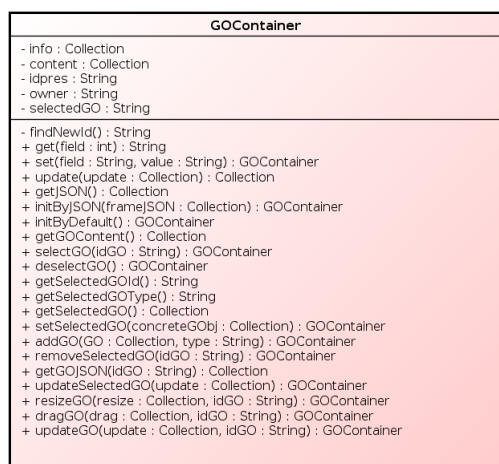 GOContainer
- info : Collection
- content : Collection
- idpres : String
- owner : String
- selectedGO : String
- findNewId() : String
+ get(field : int) : String
+ set(field : String, value : String) : GOContainer
+ update(update : Collection) : Collection
+ getJSON() : Collection
+ initByJSON(frameJSON : Collection) : GOContainer
+ initByDefault() : GOContainer
+ getGOContent() : Collection
+ selectGO(idGO : String) : GOContainer
+ deselectGO() : GOContainer
+ getSelectedGOId() : String
+ getSelectedGOType() : String
+ getSelectedGO() : Collection
+ setSelectedGO(concreteGObj : Collection) : GOContainer
+ addGO(GO : Collection, type : String) : GOContainer
+ removeSelectedGO(idGO : String) : GOContainer
+ getGOJSON(idGO : String) : Collection
+ updateSelectedGO(update : Collection) : GOContainer
+ resizeGO(resize : Collection, idGO : String) : GOContainer
+ dragGO(drag : Collection, idGO : String) : GOContainer
+ updateGO(update : Collection, idGO : String) : GOContainer